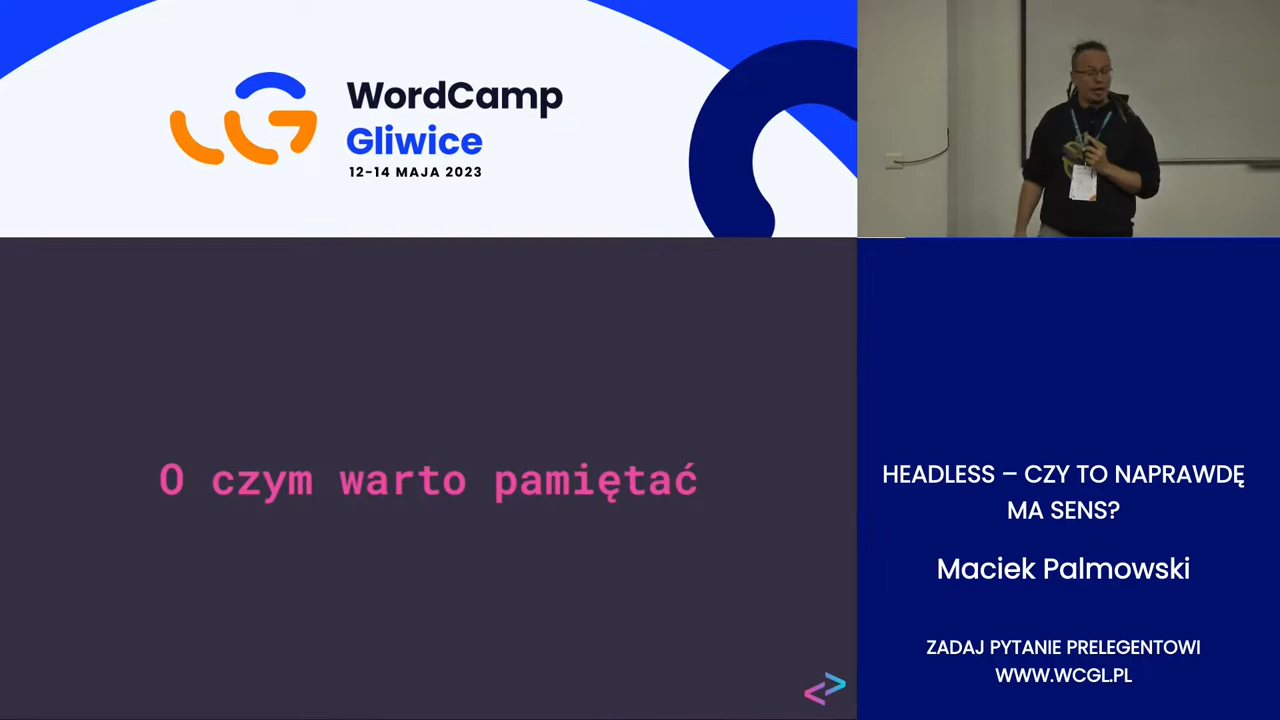 WordCamp
Gliwice
12-14 MAJA 2023
O czym warto pamiętać
HEADLESS – CZY TO NAPRAWDĘ
MA SENS?
Maciek Palmowski
ZADAJ PYTANIE PRELEGENTOWI
WWW.WCGL.PL